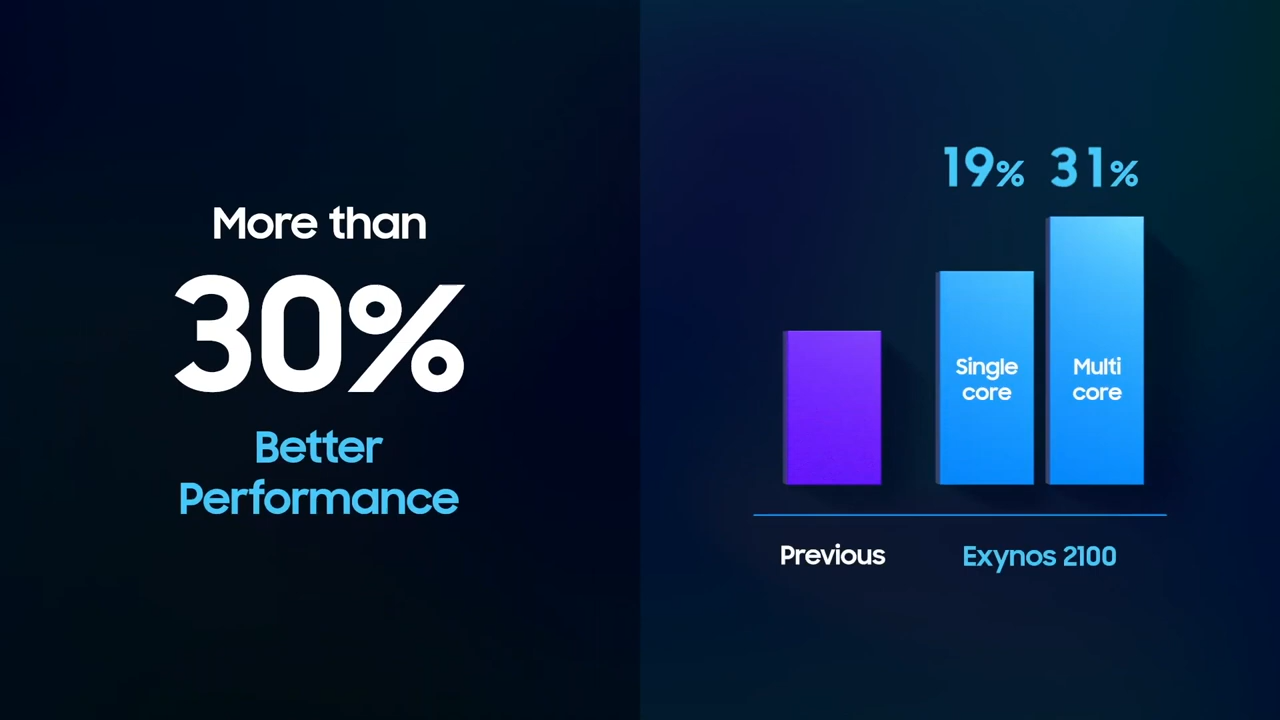 More than
30%
Better
Performance
19% 31%
Single
core
Multi
core
Previous
Exynos 2100